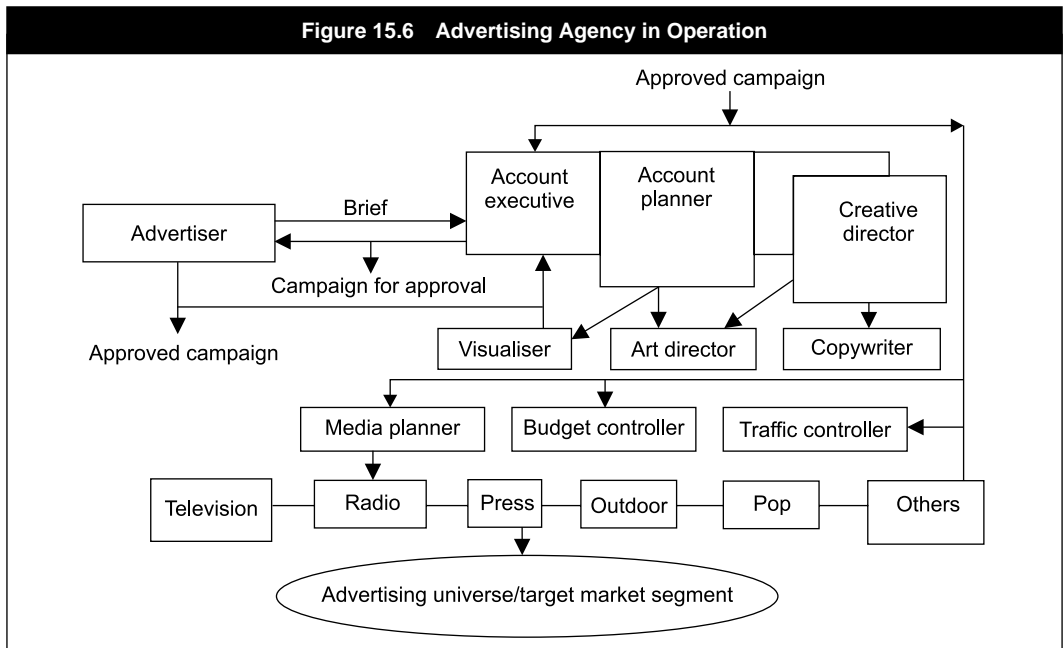 Figure 15.6 Advertising Agency in Operation
Approved campaign
Account
executive
Account
planner
Creative
director
Brief
Advertiser
Campaign for approval
Approved campaign
Visualiser
Art director
Copywriter
Media planner
Budget controller
Traffic controller
Television
Radio
Press
Outdoor
Pop
Others
Advertising universe/target market segment